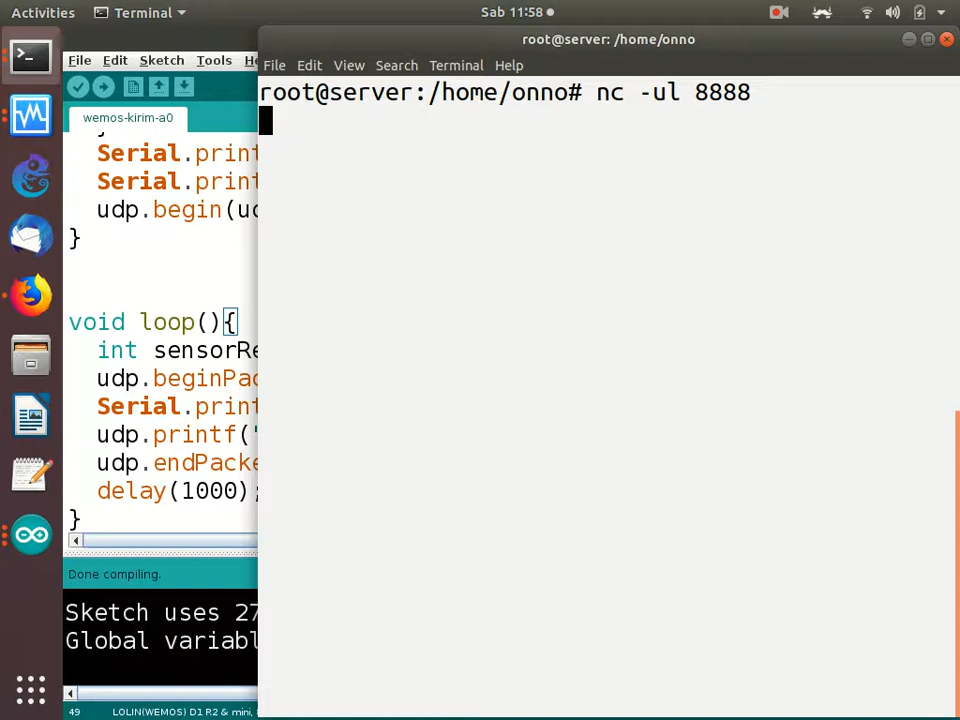 Activities
Terminal
Sab 11:58
root@server: /home/onno
File Edit Sketch Tools
File Edit View Search Terminal Help
root@server:/home/onno# nc -ul 8888
wemos-kirim-a0
}
Serial.print
Serial.print
udp.begin(
}
void loop(){
int sensorRe
udp.beginPac
Serial.print
udp.printf("
udp.endPacke
delay(1000);
}
Done compiling.
Sketch uses 27
Global variabl
49
LOLIN(WEMOS) D1 R2 & mini,